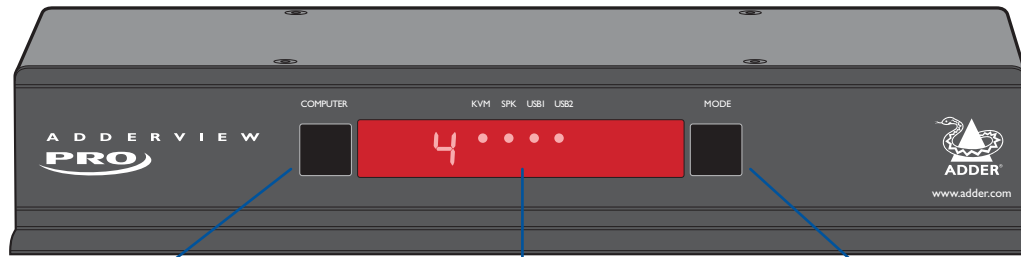 COMPUTER
KVM SPK USB1 USB2
MODE
ADDERVIEW
PRO
4
ADDER®
www.adder.com